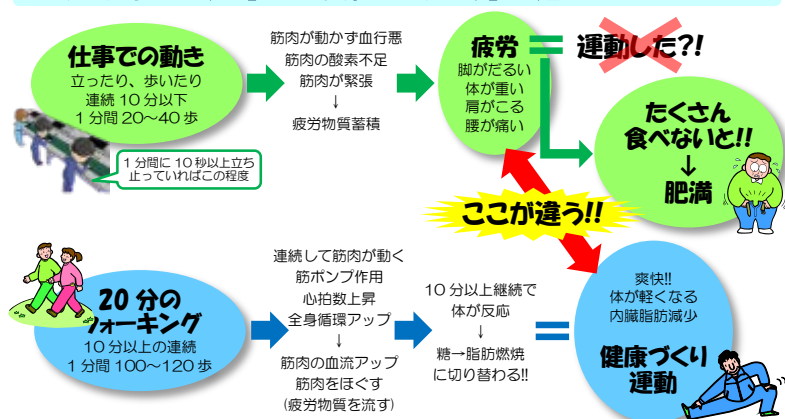 仕事での動き
立ったり、歩いたり
連続 10 分以下
1 分間 20～40 歩
1 分間に 10 秒以上立ち
止っていればこの程度
筋肉が動かず血行悪
筋肉の酸素不足
筋肉が緊張
↓
疲労物質蓄積
疲労
脚がだるい
体が重い
肩がこる
腰が痛い
運動した?!
たくさん
食べないと!!
↓
肥満
ここが違う!!
20 分の
ウォーキング
10 分以上の連続
1 分間 100～120 歩
連続して筋肉が動く
筋ポンプ作用
心拍数上昇
全身循環アップ
↓
筋肉の血流アップ
筋肉をほぐす
(疲労物質を流す)
10 分以上継続で
体が反応
↓
糖→脂肪燃焼
に切り替わる!!
爽快!!
体が軽くなる
内臓脂肪減少
健康づくり
運動